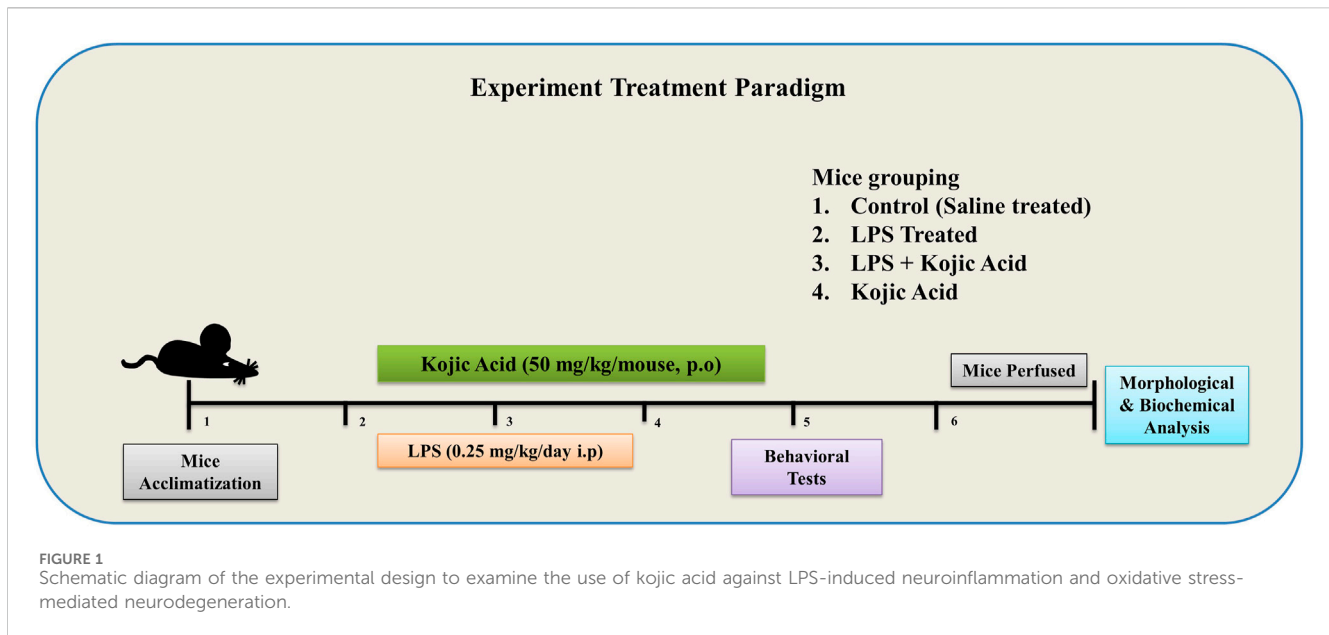 Experiment Treatment Paradigm
Mice grouping
1. Control (Saline treated)
2. LPS Treated
3. LPS + Kojic Acid
4. Kojic Acid
Kojic Acid (50 mg/kg/mouse, p.o)
Mice Perfused
Morphological
& Biochemical
Analysis
1 2 3 4 5 6
Mice
Acclimatization
LPS (0.25 mg/kg/day i.p)
Behavioral
Tests
FIGURE 1
Schematic diagram of the experimental design to examine the use of kojic acid against LPS-induced neuroinflammation and oxidative stress-
mediated neurodegeneration.